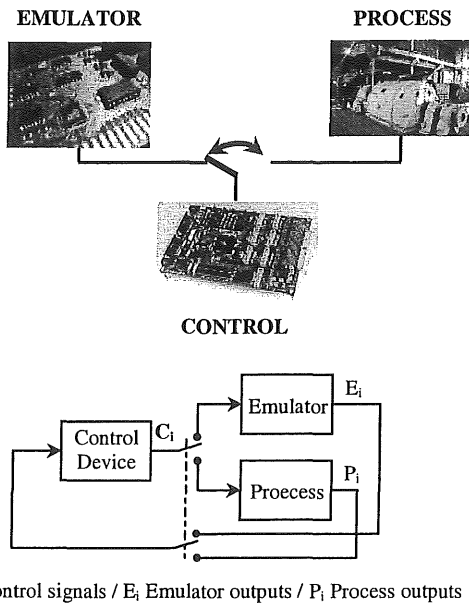 EMULATOR PROCESS
CONTROL
Control Device
Ci
Emulator
Ei
Proecess
Pi
ontrol signals / Ei Emulator outputs / Pi Process outputs